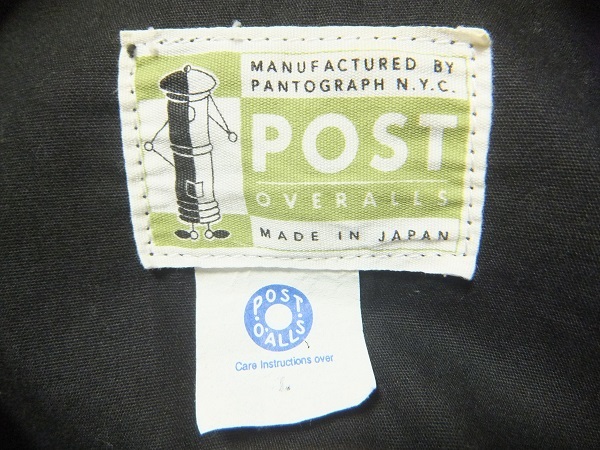 MANUFACTURED BY
PANTOGRAPH N.Y.C.
POST
OVERALLS
MADE IN JAPAN
POST
O'ALLS
Care Instructions over